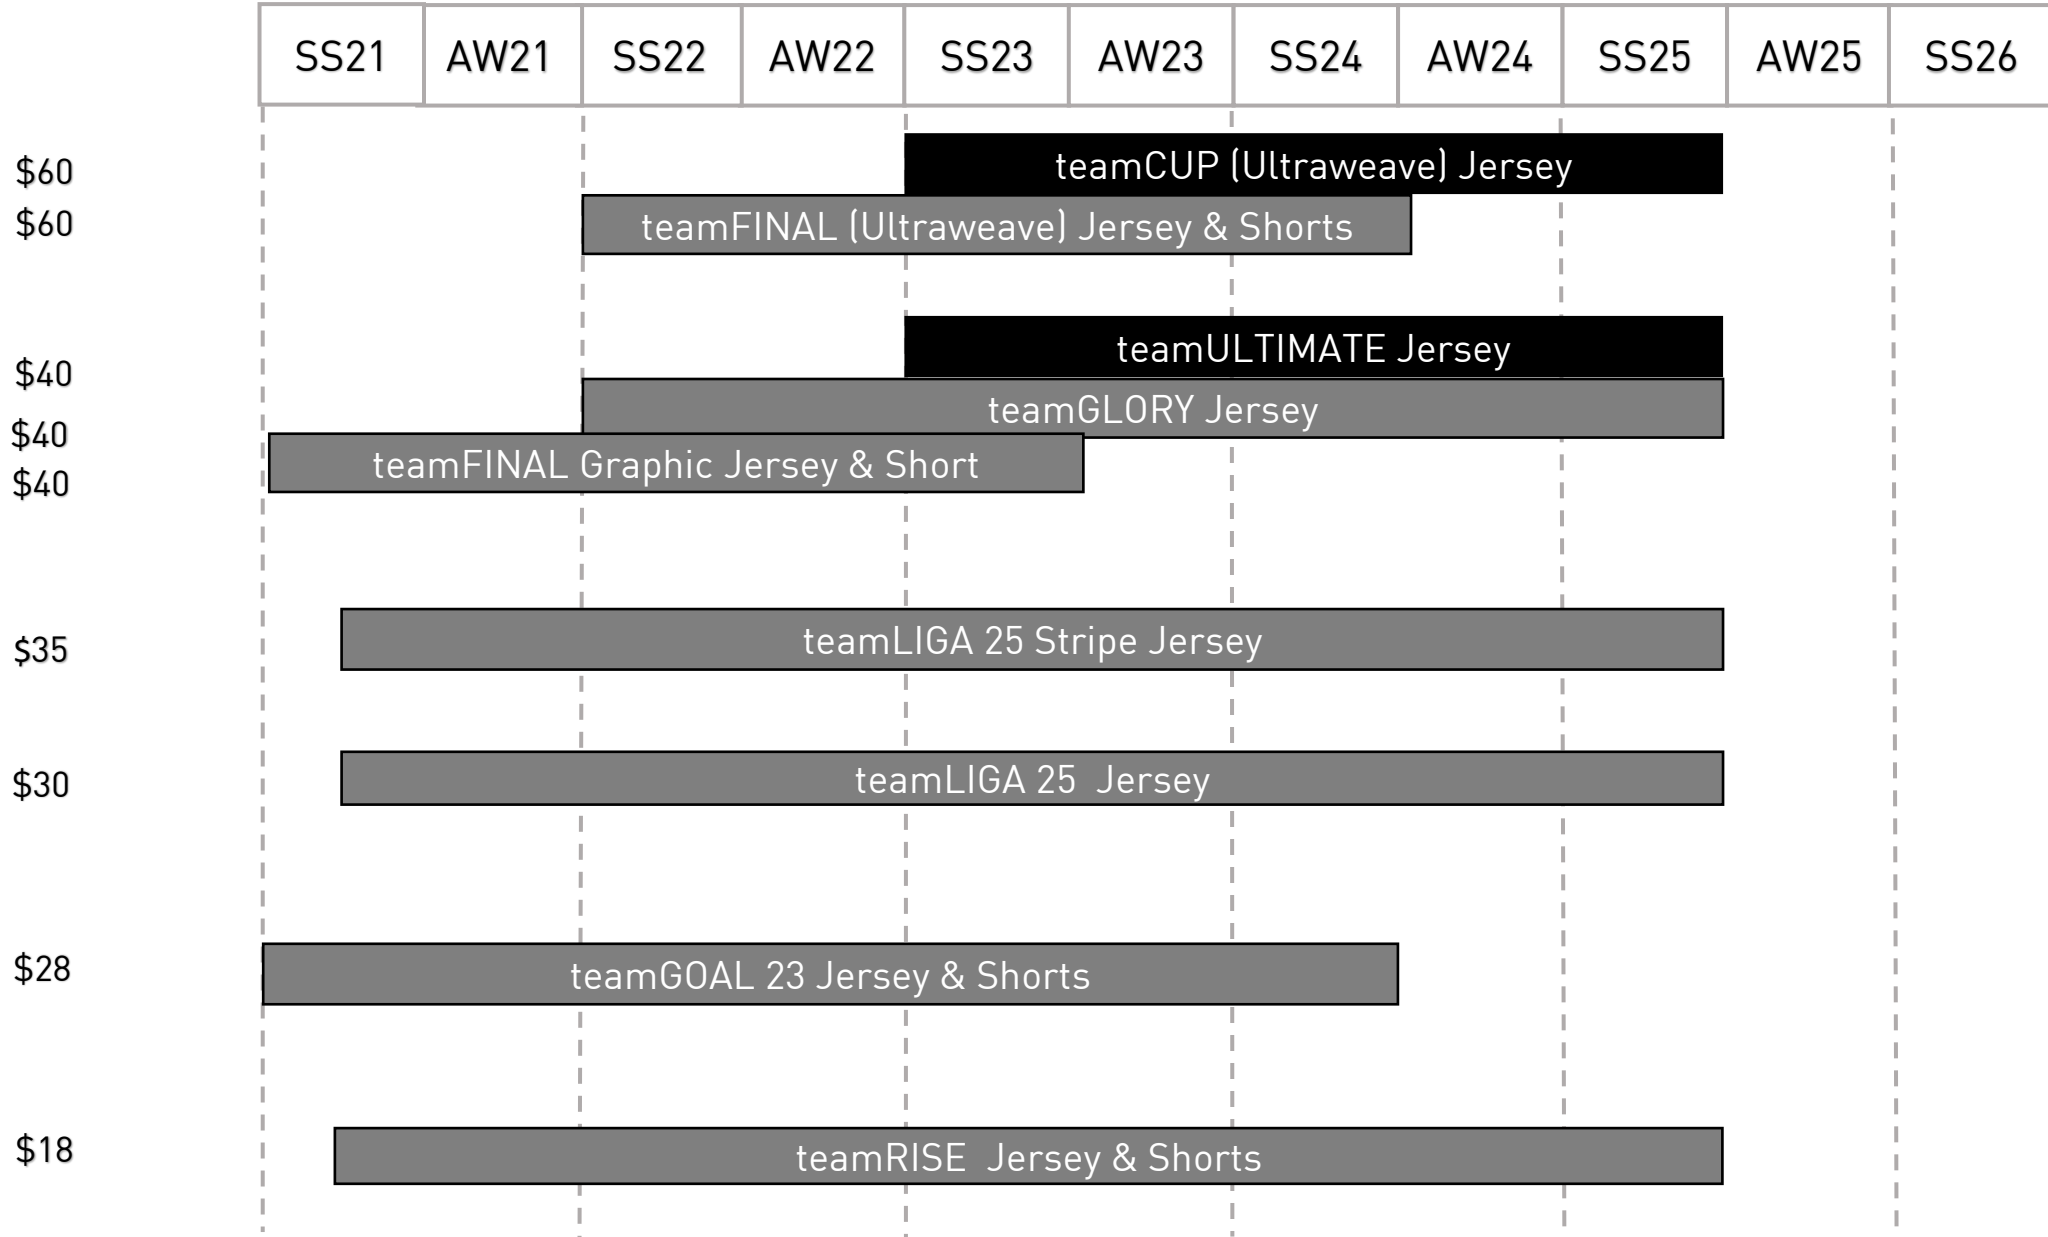 SS21 AW21 SS22 AW22 SS23 AW23 SS24 AW24 SS25 AW25 SS26
$60 teamCUP (Ultraweave) Jersey
$60 teamFINAL (Ultraweave) Jersey & Shorts
$40 teamULTIMATE Jersey
$40 teamGLORY Jersey
$40 teamFINAL Graphic Jersey & Short
$35 teamLIGA 25 Stripe Jersey
$30 teamLIGA 25 Jersey
$28 teamGOAL 23 Jersey & Shorts
$18 teamRISE Jersey & Shorts